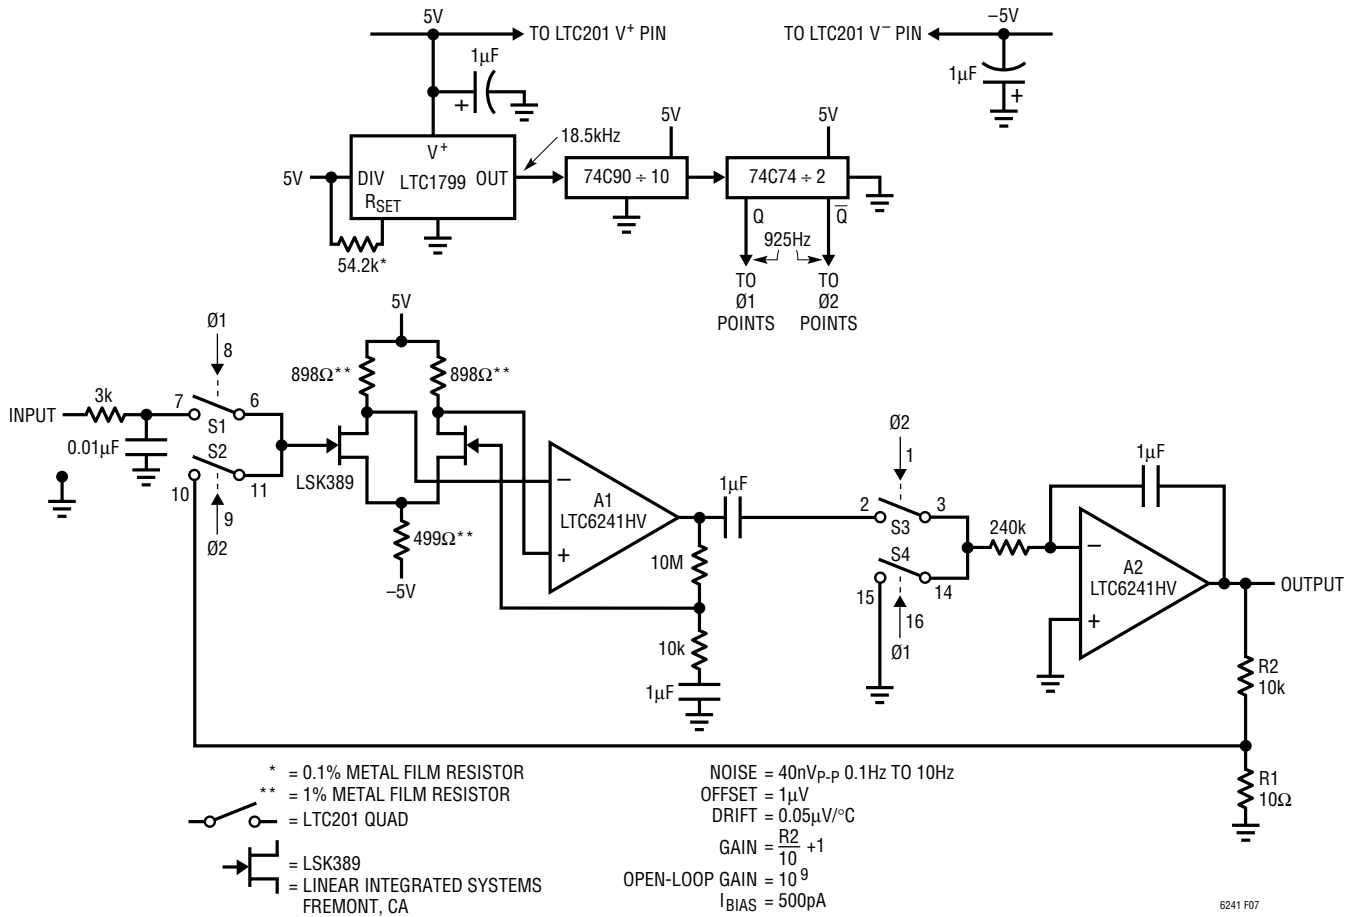 5V
TO LTC201 V⁺ PIN
TO LTC201 V⁻ PIN
–5V
1µF
+
1µF
+
5V
V⁺
DIV
LTC1799
OUT
RSET
54.2k*
18.5kHz
5V
74C90 ÷ 10
5V
74C74 ÷ 2
Q
Q̅
925Hz
TO
Ø1
POINTS
TO
Ø2
POINTS
INPUT
3k
0.01µF
Ø1
8
7
6
S1
S2
10
11
9
Ø2
5V
898Ω**
898Ω**
LSK389
499Ω**
–5V
–
A1
LTC6241HV
+
10M
10k
1µF
1µF
Ø2
1
2
3
S3
S4
15
14
16
Ø1
240k
1µF
–
A2
LTC6241HV
+
OUTPUT
R2
10k
R1
10Ω
* = 0.1% METAL FILM RESISTOR
** = 1% METAL FILM RESISTOR
= LTC201 QUAD
= LSK389
= LINEAR INTEGRATED SYSTEMS
FREMONT, CA
NOISE = 40nVP-P 0.1Hz TO 10Hz
OFFSET = 1µV
DRIFT = 0.05µV/°C
GAIN = R2/10 +1
OPEN-LOOP GAIN = 10⁹
IBIAS = 500pA
6241 F07